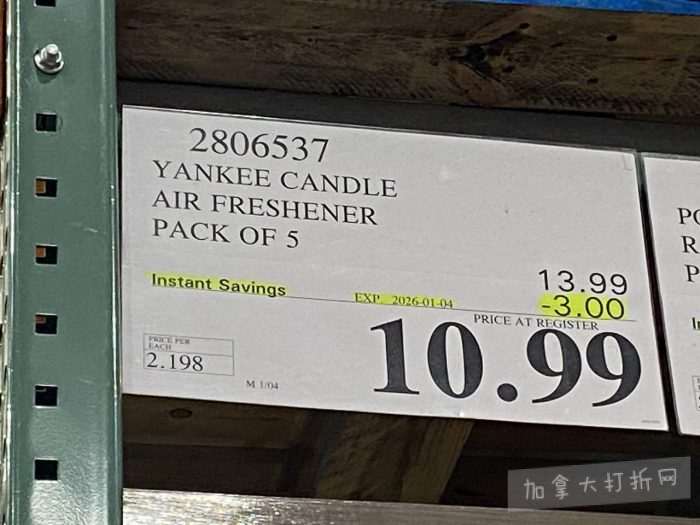 2806537
YANKEE CANDLE
AIR FRESHENER
PACK OF 5
13.99
Instant Savings EXP. 2026-01-04 -3.00
PRICE AT REGISTER
10.99
PRICE PER
EACH
2.198
M 1/04
P
R
P
加拿大打折网